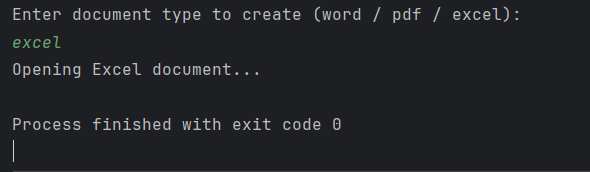 Enter document type to create (word / pdf / excel):
excel
Opening Excel document...
Process finished with exit code 0